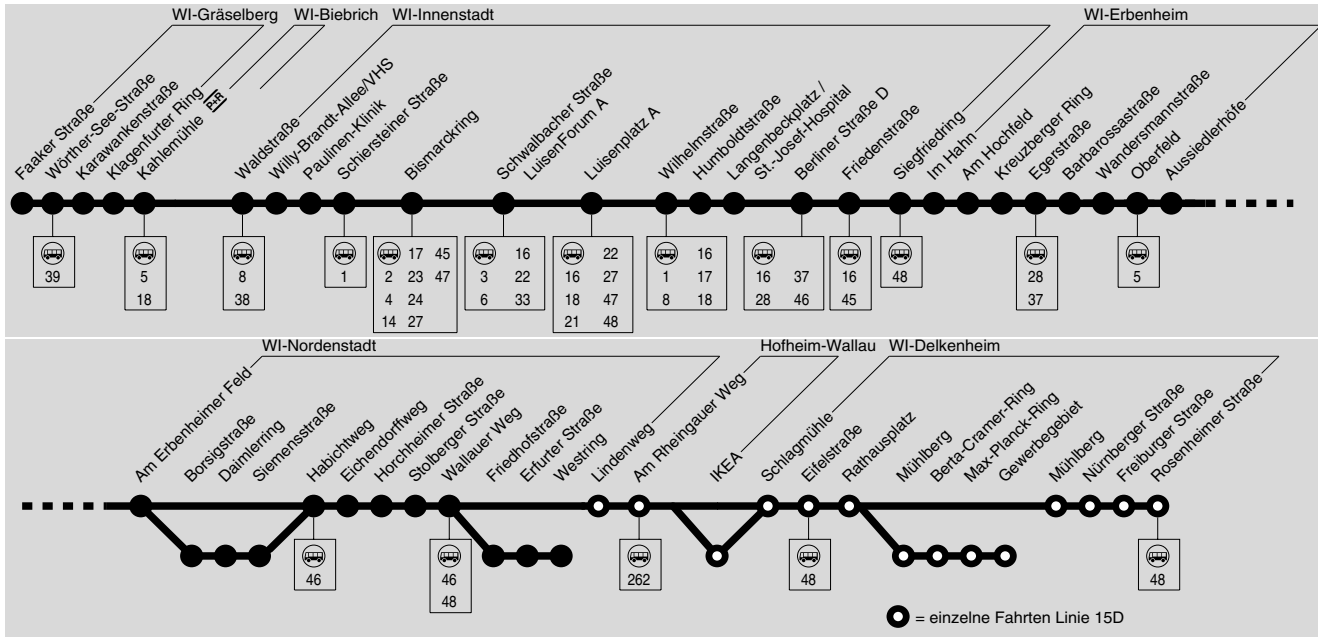 WI-Gräselberg
WI-Biebrich
WI-Innenstadt
WI-Erbenheim
Faaker Straße
Wörther-See-Straße
Karawankenstraße
Klagenfurter Ring
Kahlemühle P+R
Waldstraße
Willy-Brandt-Allee/VHS
Paulinen-Klinik
Schiersteiner Straße
Bismarckring
Schwalbacher Straße
LuisenForum A
Luisenplatz A
Wilhelmstraße
Humboldtstraße
Langenbeckplatz /
St.-Josef-Hospital
Berliner Straße D
Friedenstraße
Siegfriedring
Im Hahn
Am Hochfeld
Kreuzberger Ring
Egerstraße
Barbarossastraße
Wandersmannstraße
Oberfeld
Aussiedlerhöfe
39
5
18
8
38
1
17 45
2 23 47
4 24
14 27
16
3 22
6 33
22
16 27
18 47
21 48
16
1 17
8 18
16 37
28 46
16
45
48
28
37
5
WI-Nordenstadt
Hofheim-Wallau
WI-Delkenheim
Am Erbenheimer Feld
Borsigstraße
Daimlerring
Siemensstraße
Habichtweg
Eichendorffweg
Horchheimer Straße
Stolberger Straße
Wallauer Weg
Friedhofstraße
Erfurter Straße
Westring
Lindenweg
Am Rheingauer Weg
IKEA
Schlagmühle
Eifelstraße
Rathausplatz
Mühlberg
Berta-Cramer-Ring
Max-Planck-Ring
Gewerbegebiet
Mühlberg
Nürnberger Straße
Freiburger Straße
Rosenheimer Straße
46
46
48
262
48
48
= einzelne Fahrten Linie 15D